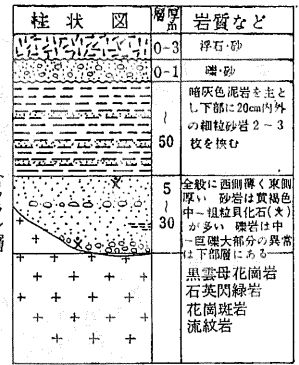 柱状図
層厚m
岩質など
0-3
浮石・砂
0-1
礫・砂
~
50
暗灰色泥岩を主と
し下部に20cm内外
の細粒砂岩2~3
枚を挾む
5
~
30
全般に西側薄く東側
厚い 砂岩は黄褐色
中-粗粒貝化石(大)
が多い 礫岩は中
-巨礫大部分の異常
は下部層にある
黒雲母花崗岩
石英閃緑岩
花崗斑岩
流紋岩
層